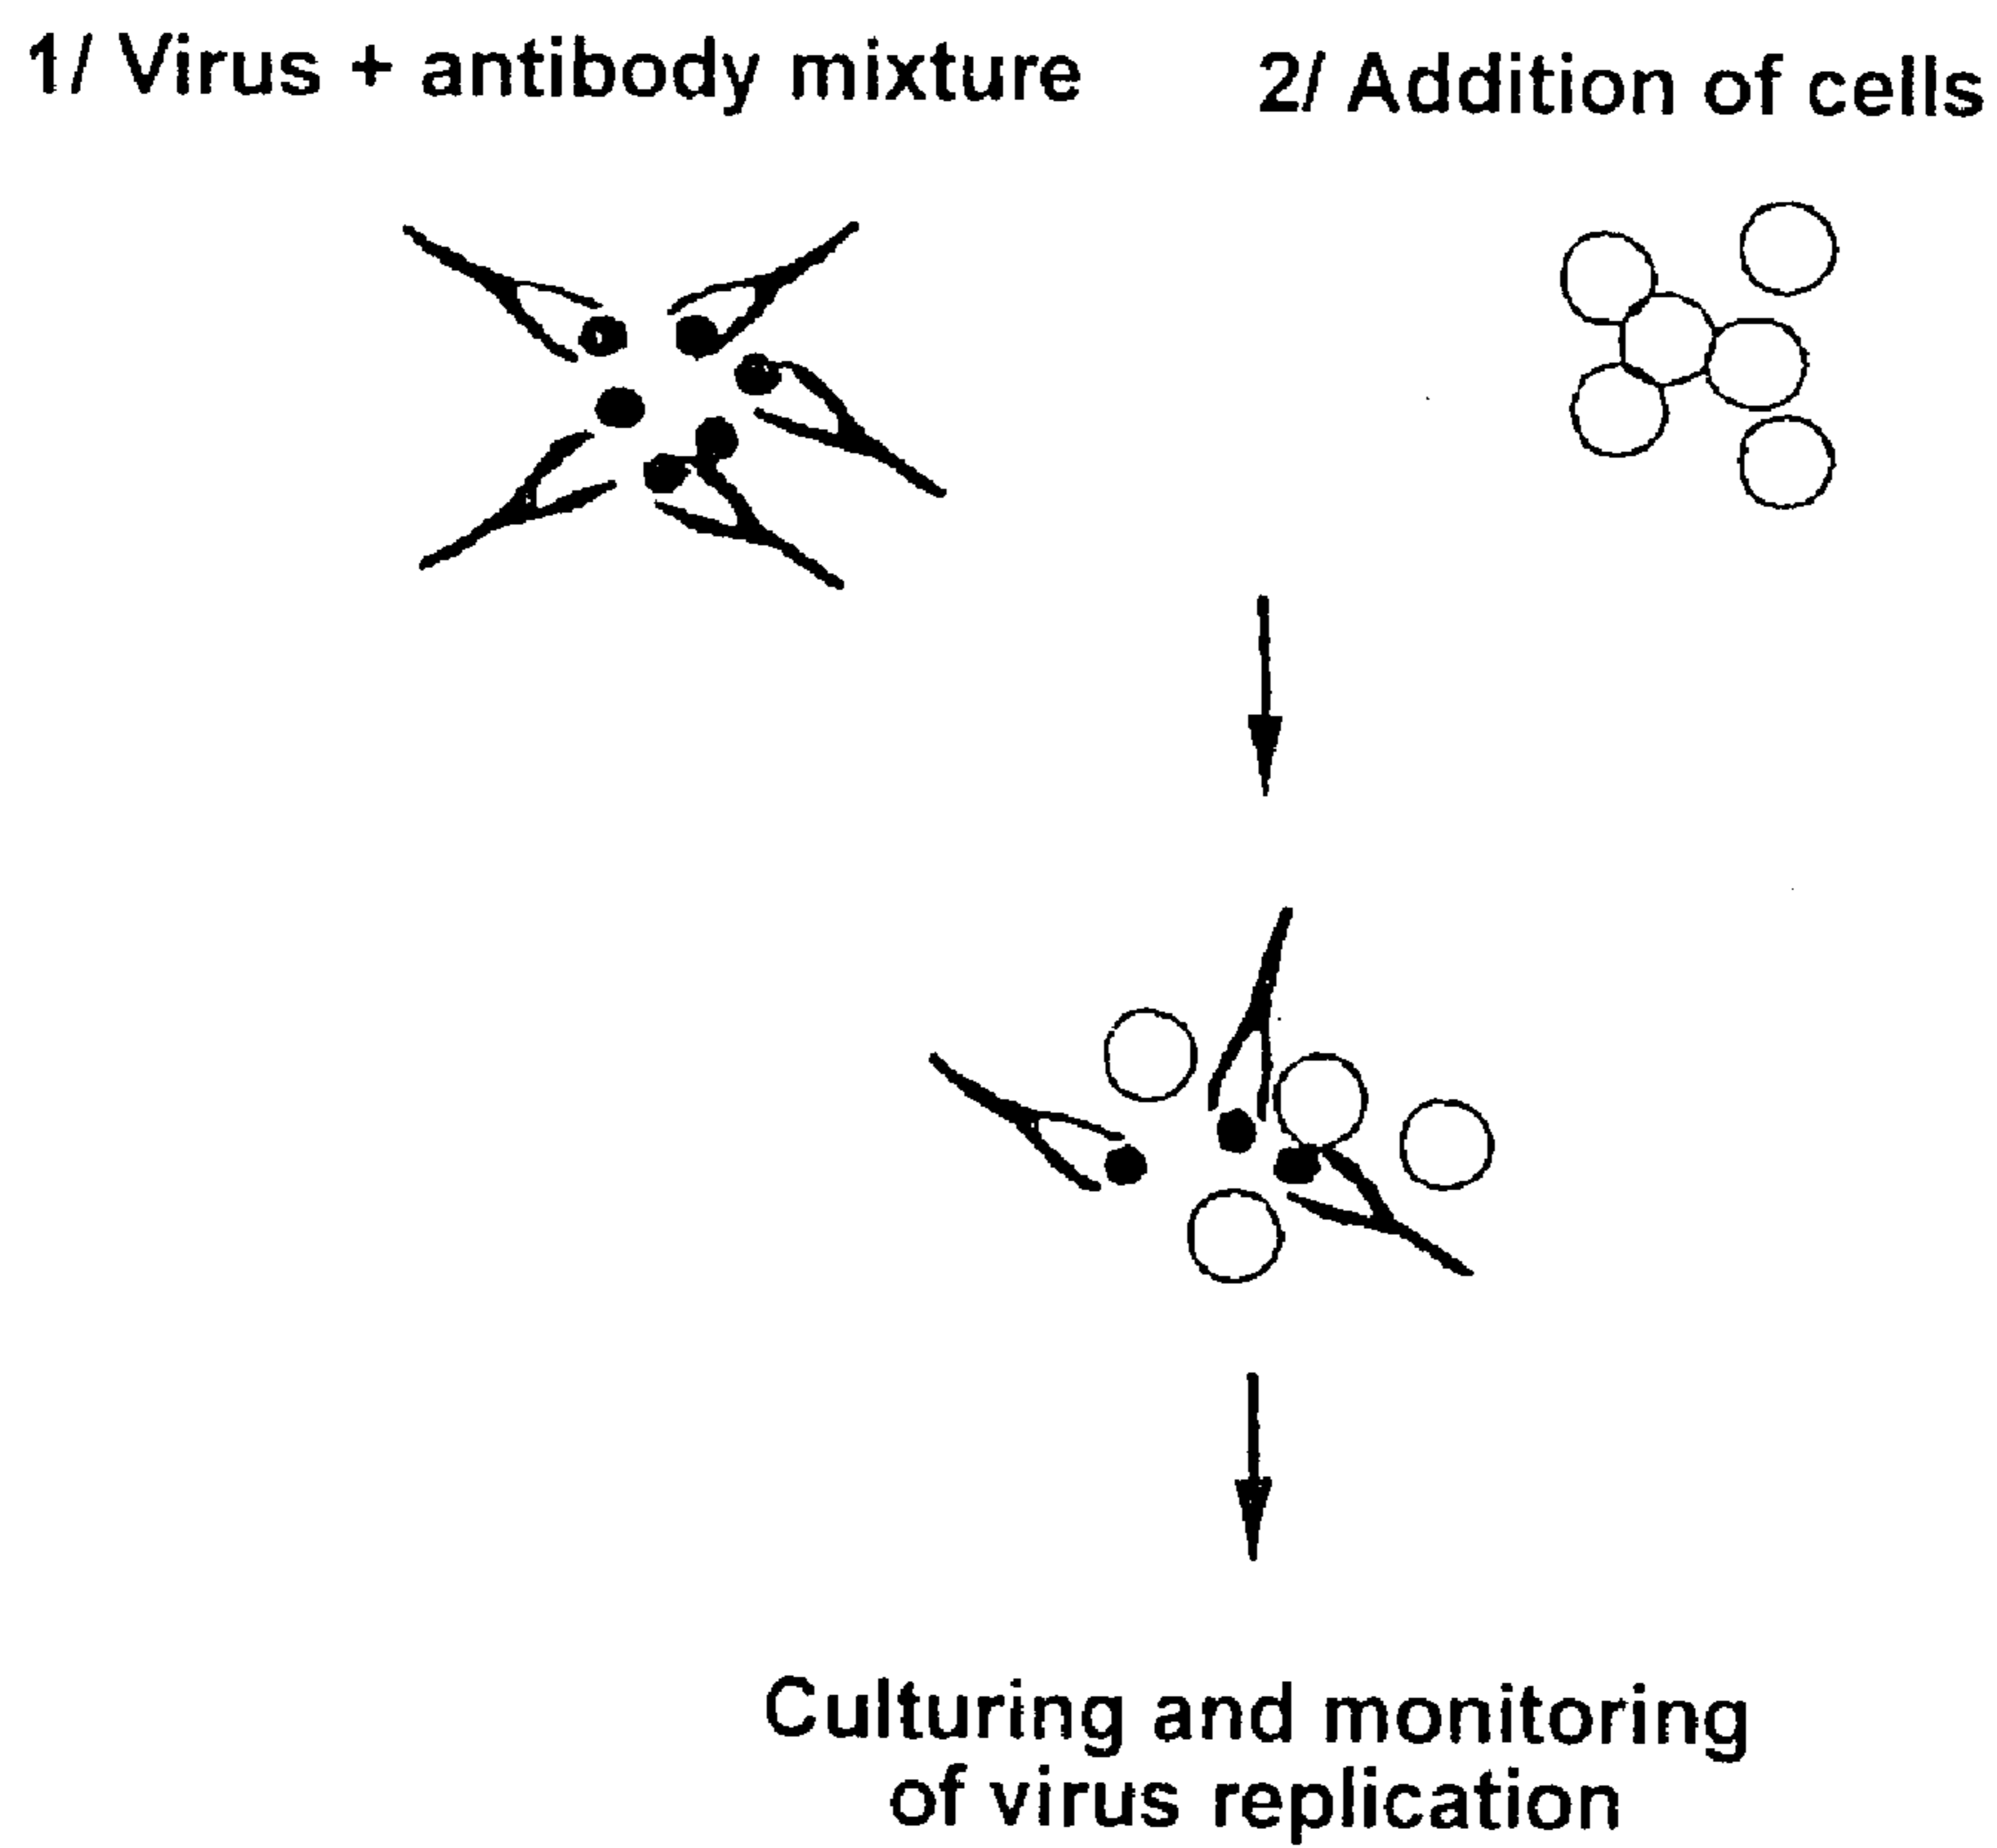 1/ Virus + antibody mixture
2/ Addition of cells
Culturing and monitoring
of virus replication